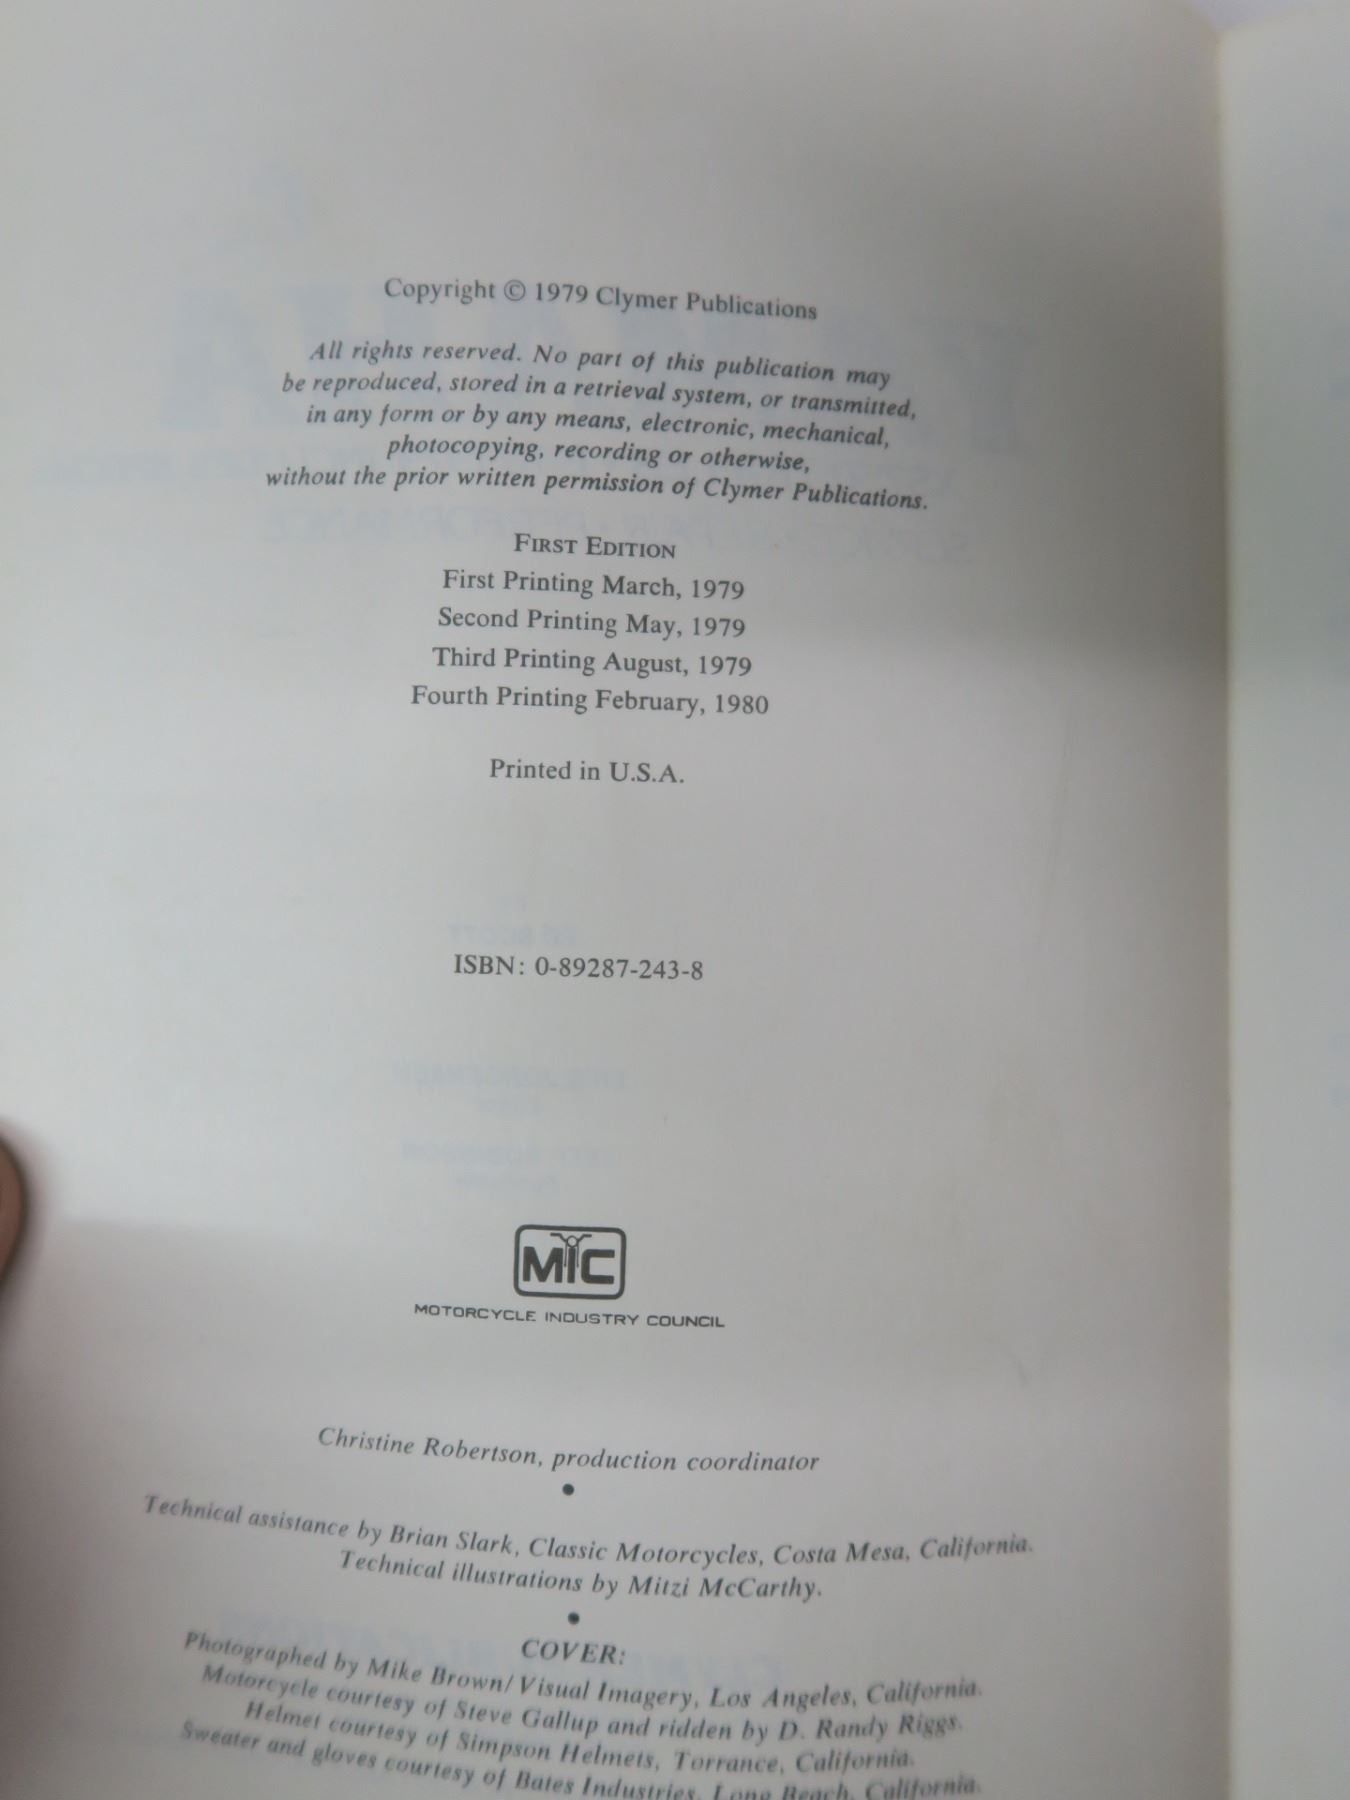 Copyright © 1979 Clymer Publications
All rights reserved. No part of this publication may
be reproduced, stored in a retrieval system, or transmitted,
in any form or by any means, electronic, mechanical,
photocopying, recording or otherwise,
without the prior written permission of Clymer Publications.
FIRST EDITION
First Printing March, 1979
Second Printing May, 1979
Third Printing August, 1979
Fourth Printing February, 1980
Printed in U.S.A.
ISBN: 0-89287-243-8
MIC
MOTORCYCLE INDUSTRY COUNCIL
Christine Robertson, production coordinator
•
Technical assistance by Brian Slark, Classic Motorcycles, Costa Mesa, California.
Technical illustrations by Mitzi McCarthy.
•
COVER:
Photographed by Mike Brown/Visual Imagery, Los Angeles, California.
Motorcycle courtesy of Steve Gallup and ridden by D. Randy Riggs.
Helmet courtesy of Simpson Helmets, Torrance, California.
Sweater and gloves courtesy of Bates Industries, Long Beach, California.